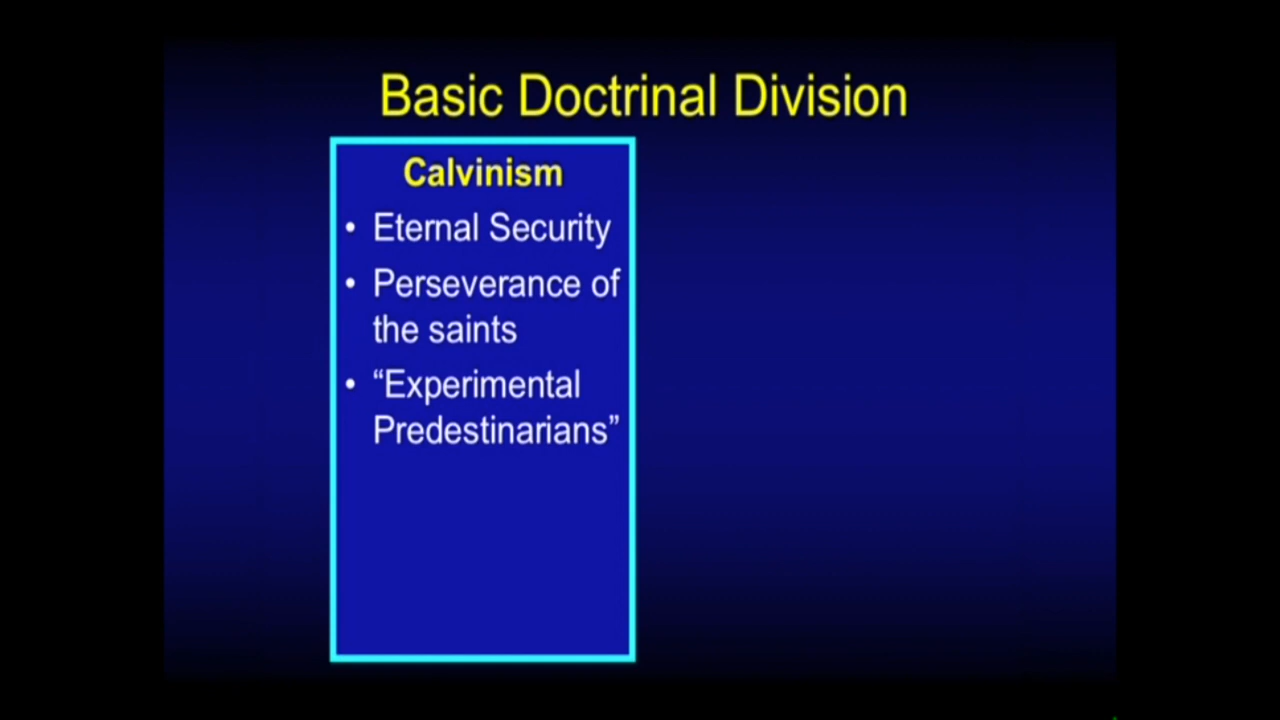 Basic Doctrinal Division
Calvinism
• Eternal Security
• Perseverance of
the saints
• “Experimental
Predestinarians”